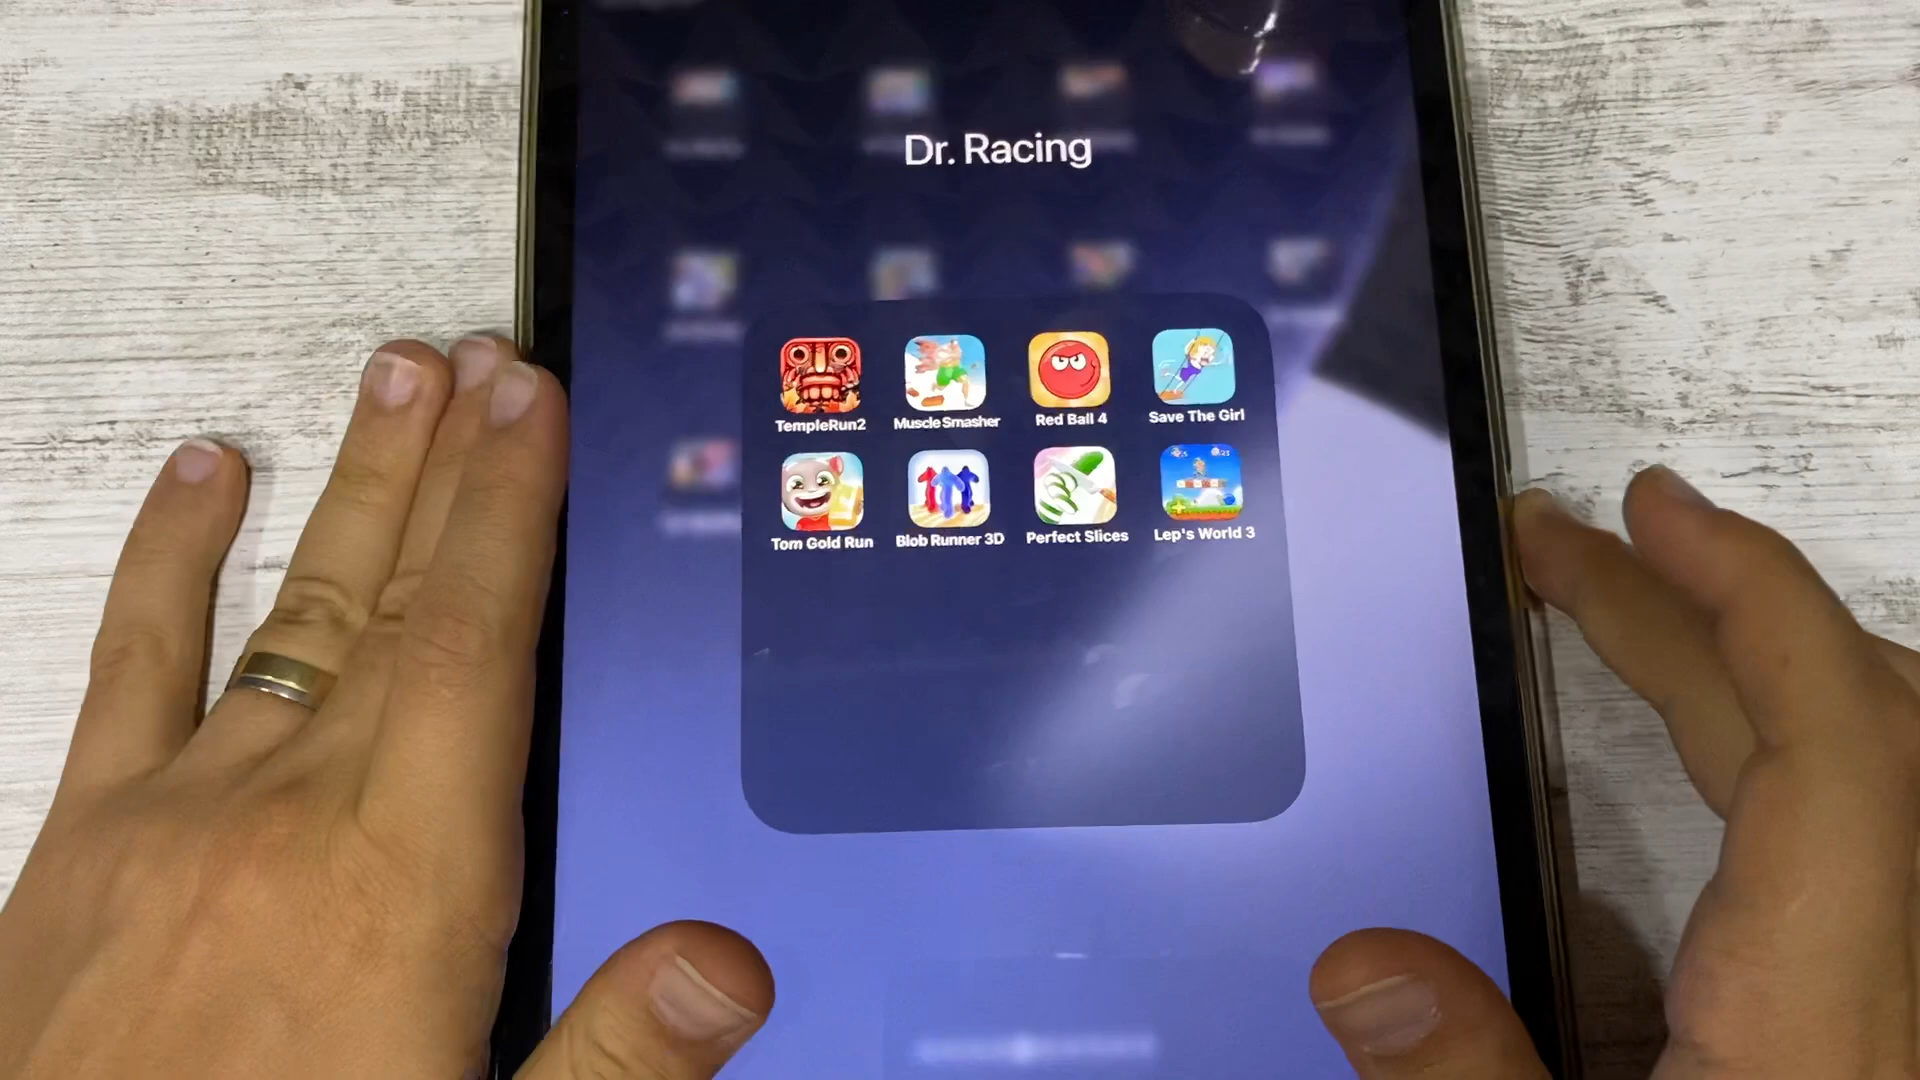 Dr. Racing
TempleRun2
Muscle Smasher
Red Ball 4
Save The Girl
Tom Gold Run
Blob Runner 3D
Perfect Slices
Lep's World 3